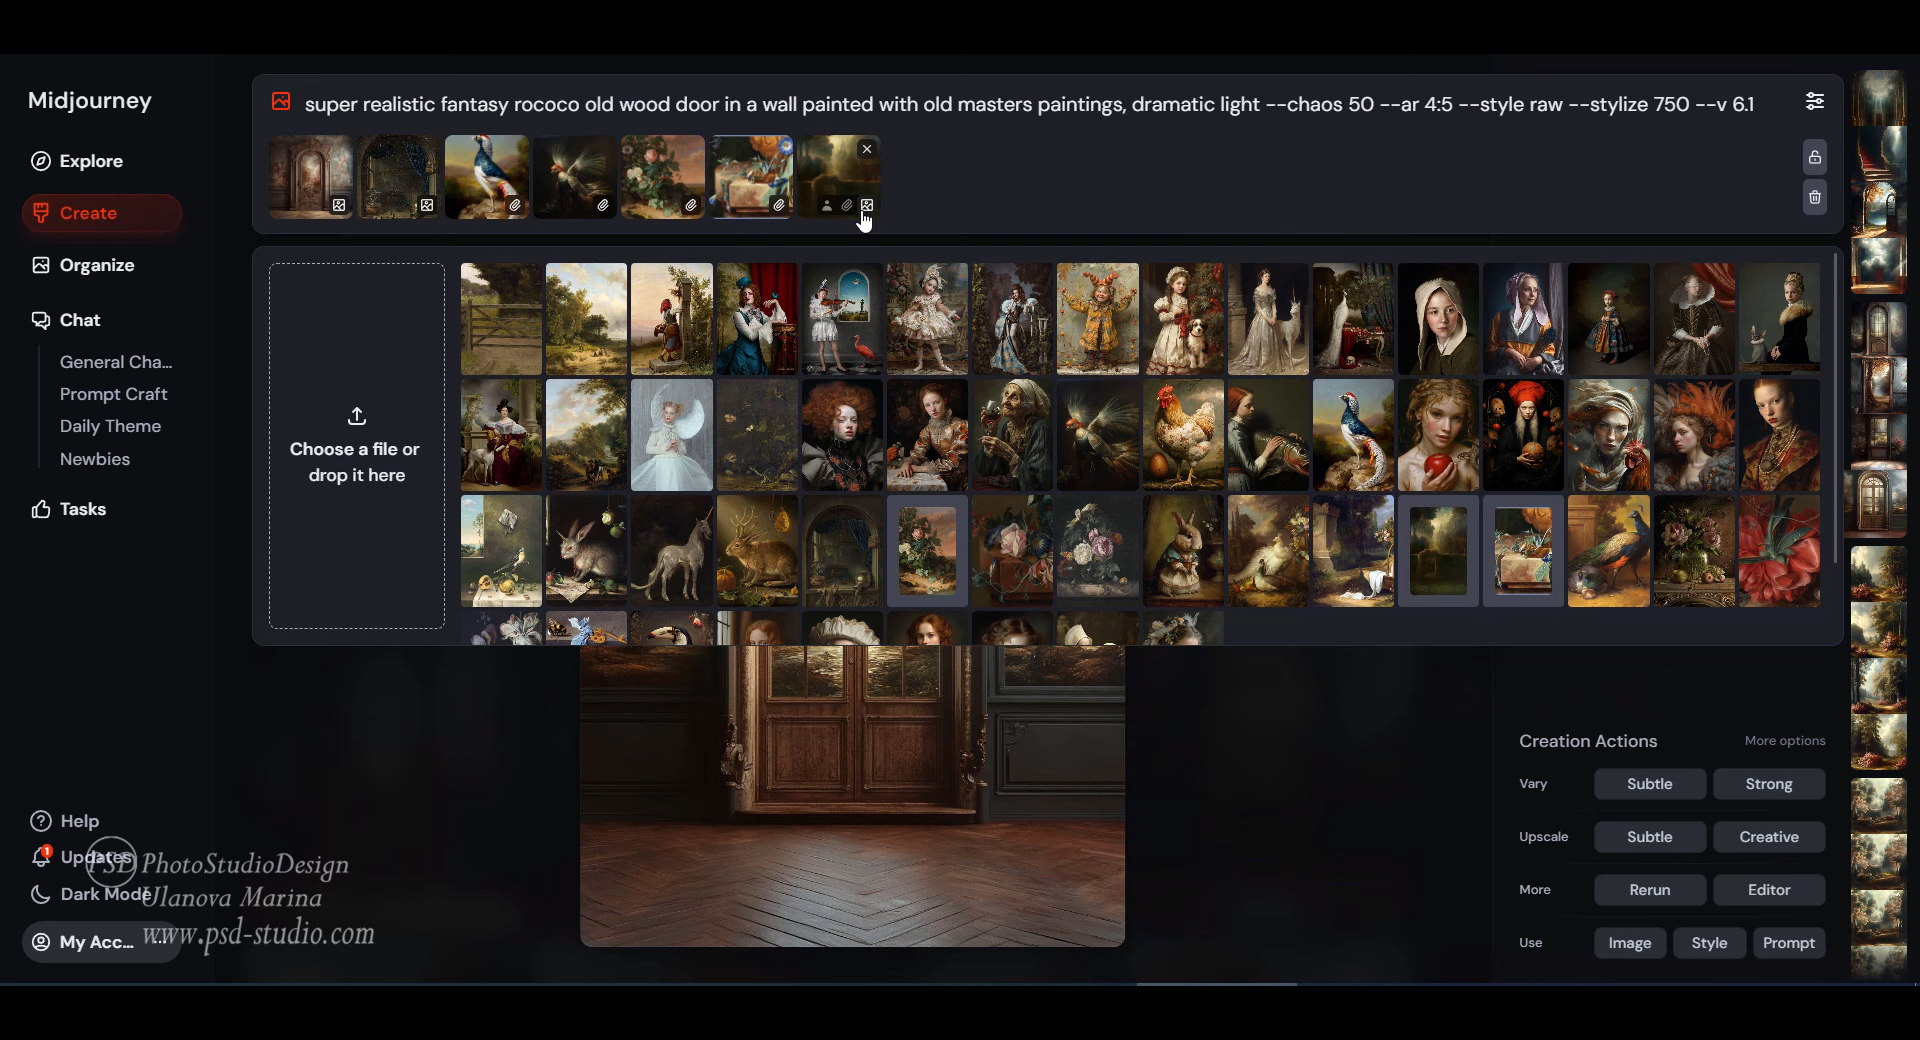 Midjourney
super realistic fantasy rococo old wood door in a wall painted with old masters paintings, dramatic light --chaos 50 --ar 4:5 --style raw --stylize 750 --v 6.1
Explore
Create
Organize
Chat
General Cha...
Prompt Craft
Daily Theme
Newbies
Tasks
Choose a file or
drop it here
Creation Actions
More options
Vary
Subtle
Strong
Upscale
Subtle
Creative
More
Rerun
Editor
Use
Image
Style
Prompt
Help
1
Updates
Dark Mode
My Acc... ...
PSD PhotoStudioDesign
Ulanova Marina
www.psd-studio.com